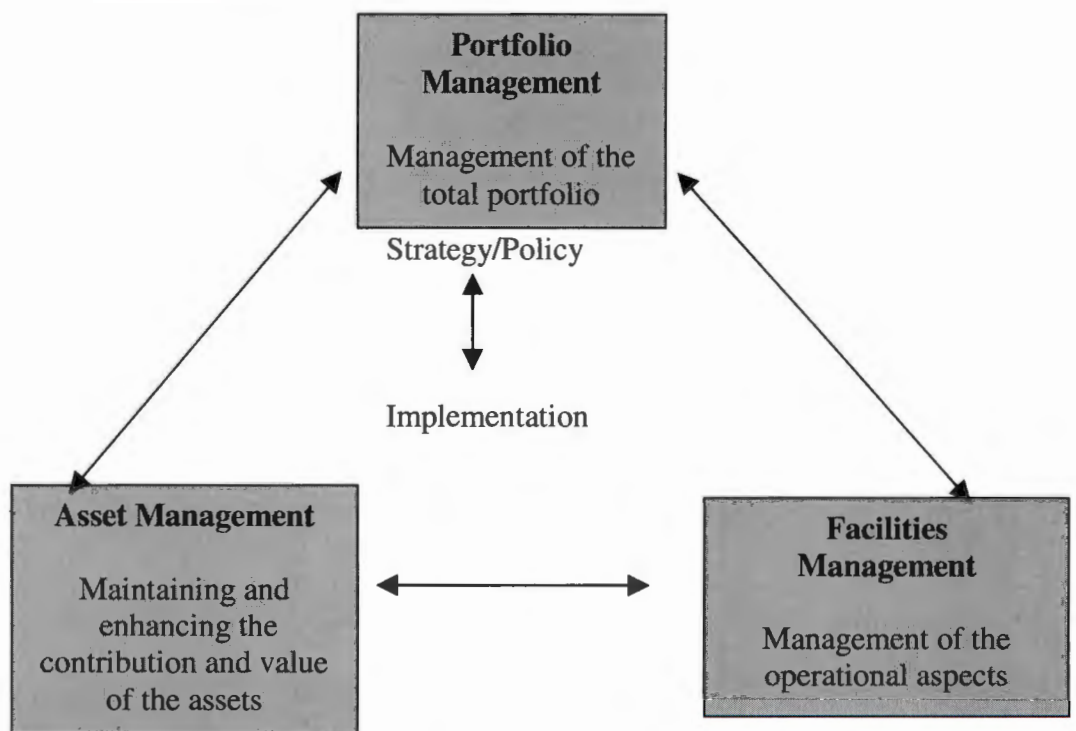 Portfolio
Management
Management of the
total portfolio
Strategy/Policy
Implementation
Asset Management
Maintaining and
enhancing the
contribution and value
of the assets
Facilities
Management
Management of the
operational aspects